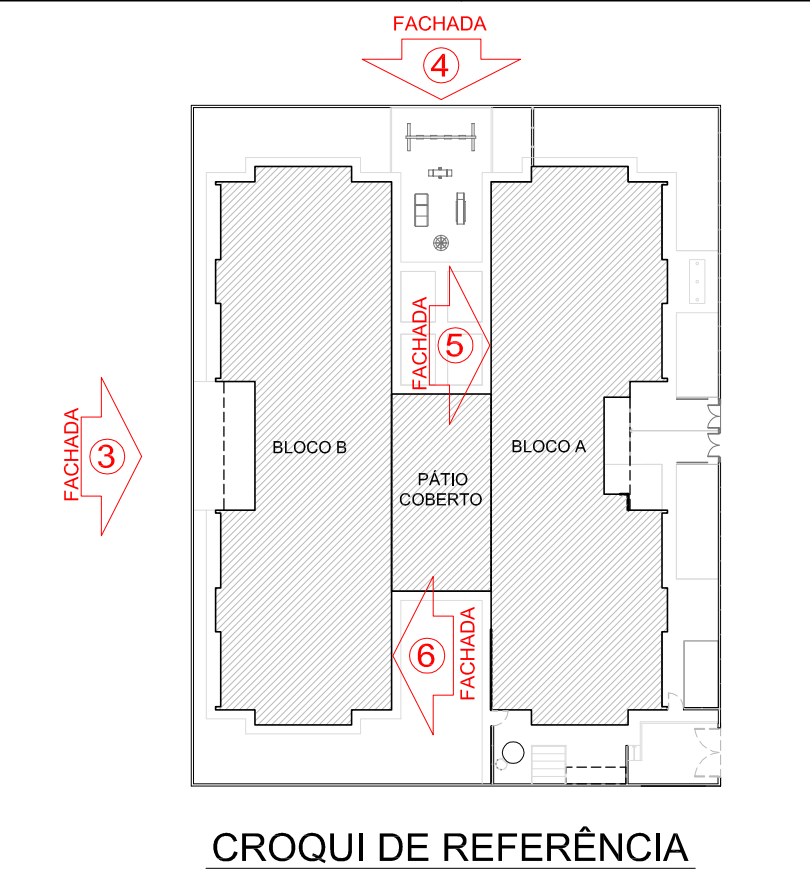 FACHADA
4
FACHADA
5
FACHADA
3
BLOCO B
BLOCO A
PÁTIO
COBERTO
6
FACHADA
CROQUI DE REFERÊNCIA